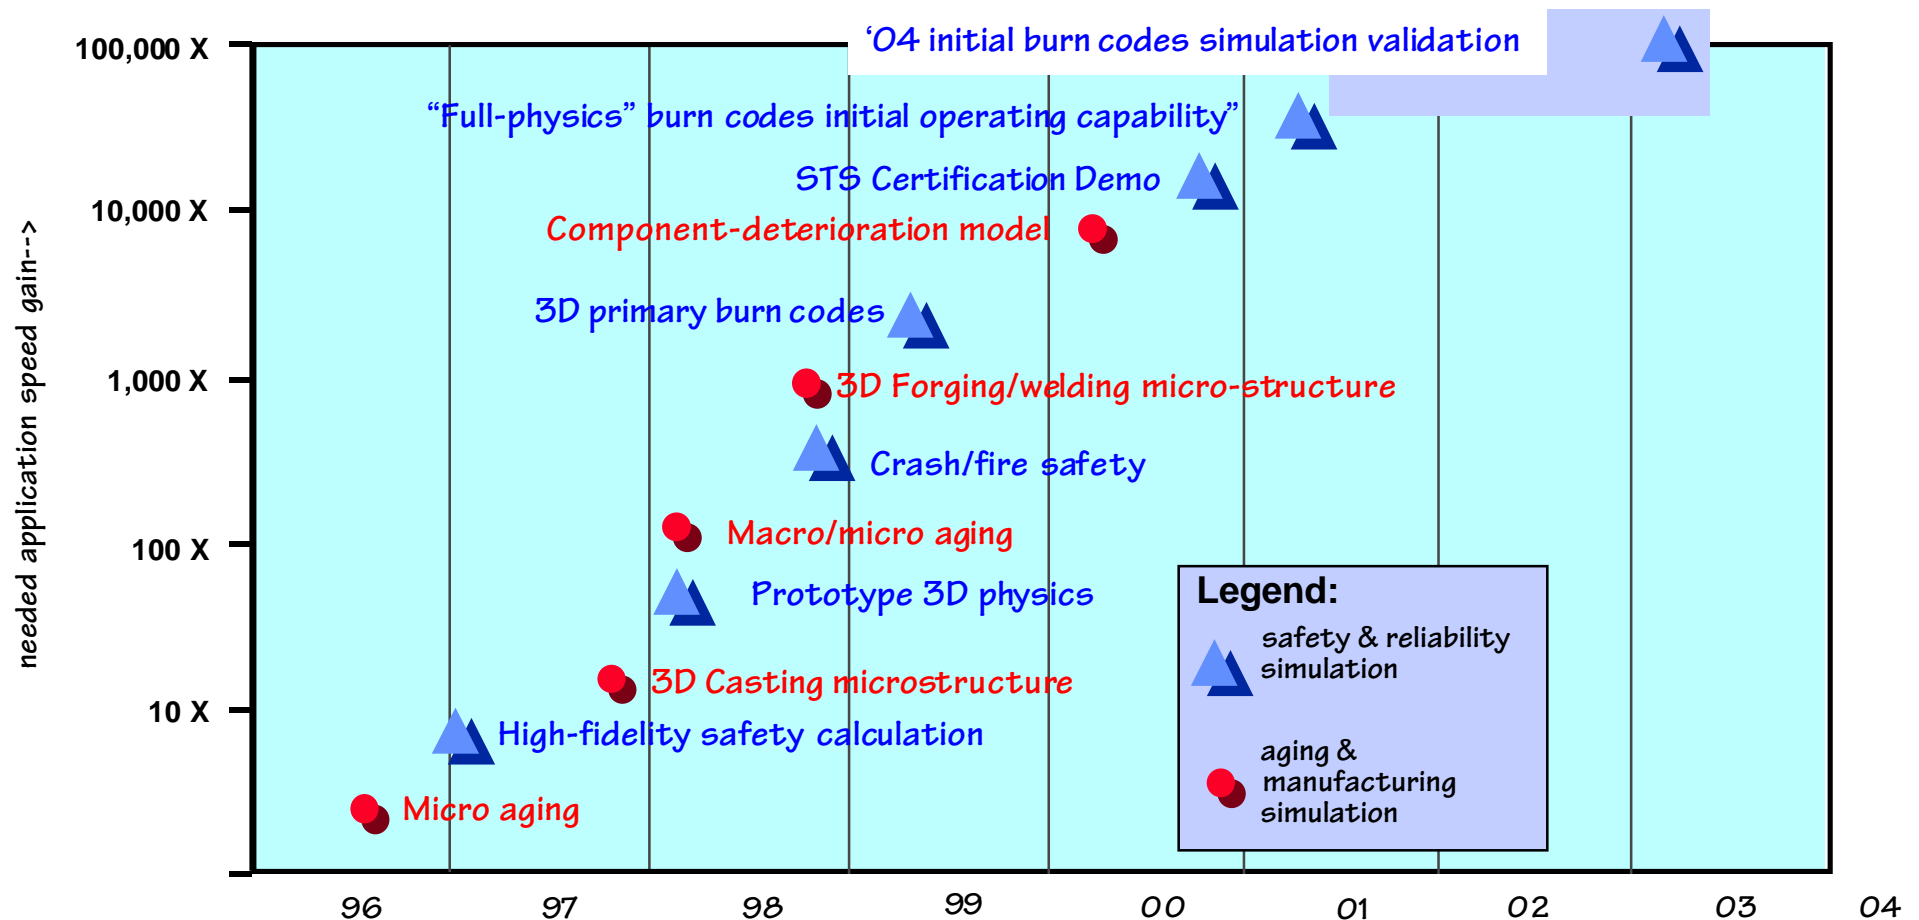 ‘04 initial burn codes simulation validation
100,000 X
“Full-physics” burn codes initial operating capability”
STS Certification Demo
10,000 X
Component-deterioration model
3D primary burn codes
1,000 X
3D Forging/welding micro-structure
Crash/fire safety
Macro/micro aging
100 X
Prototype 3D physics
3D Casting microstructure
10 X
High-fidelity safety calculation
Micro aging
needed application speed gain-->
Legend:
safety & reliability
simulation
aging &
manufacturing
simulation
96 97 98 99 00 01 02 03 04